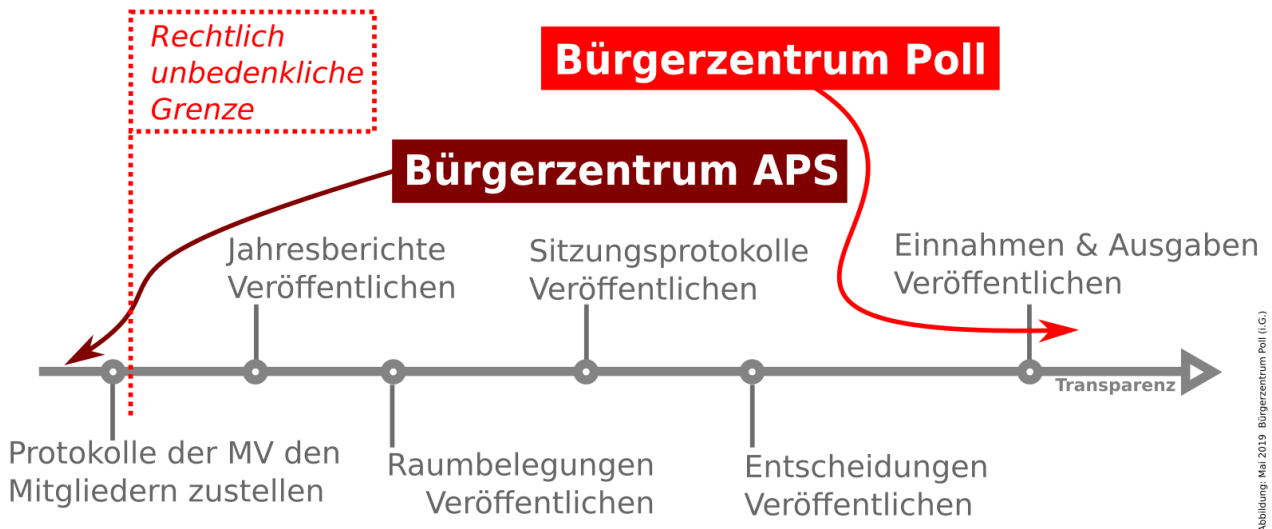 Rechtlich
unbedenkliche
Grenze
Bürgerzentrum Poll
Bürgerzentrum APS
Jahresberichte
Veröffentlichen
Sitzungsprotokolle
Veröffentlichen
Einnahmen & Ausgaben
Veröffentlichen
Transparenz
Protokolle der MV den
Mitgliedern zustellen
Raumbelegungen
Veröffentlichen
Entscheidungen
Veröffentlichen
Abbildung: Mai 2019 Bürgerzentrum Poll (i.G.)